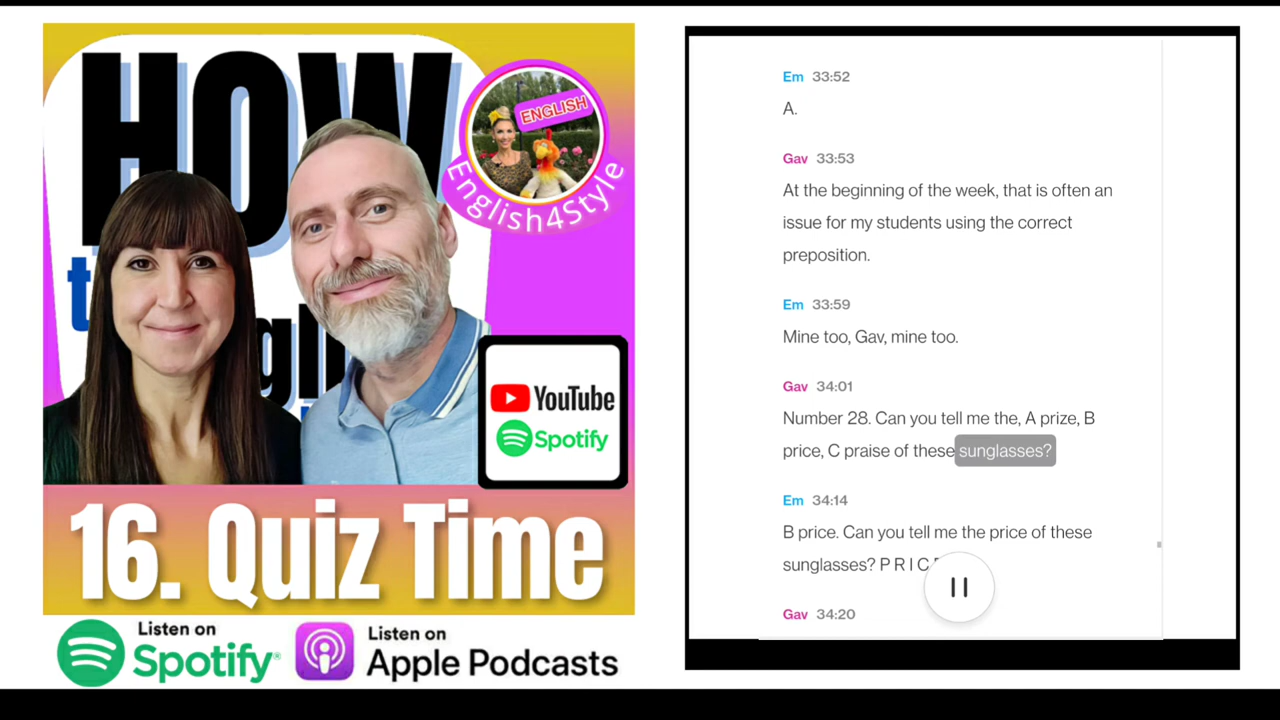 HOW
t
gli
ENGLISH
English4Style
YouTube
Spotify
16. Quiz Time
Listen on
Spotify
Listen on
Apple Podcasts
Em 33:52
A.
Gav 33:53
At the beginning of the week, that is often an
issue for my students using the correct
preposition.
Em 33:59
Mine too, Gav, mine too.
Gav 34:01
Number 28. Can you tell me the, A prize, B
price, C praise of these sunglasses?
Em 34:14
B price. Can you tell me the price of these
sunglasses? P R I C
Gav 34:20